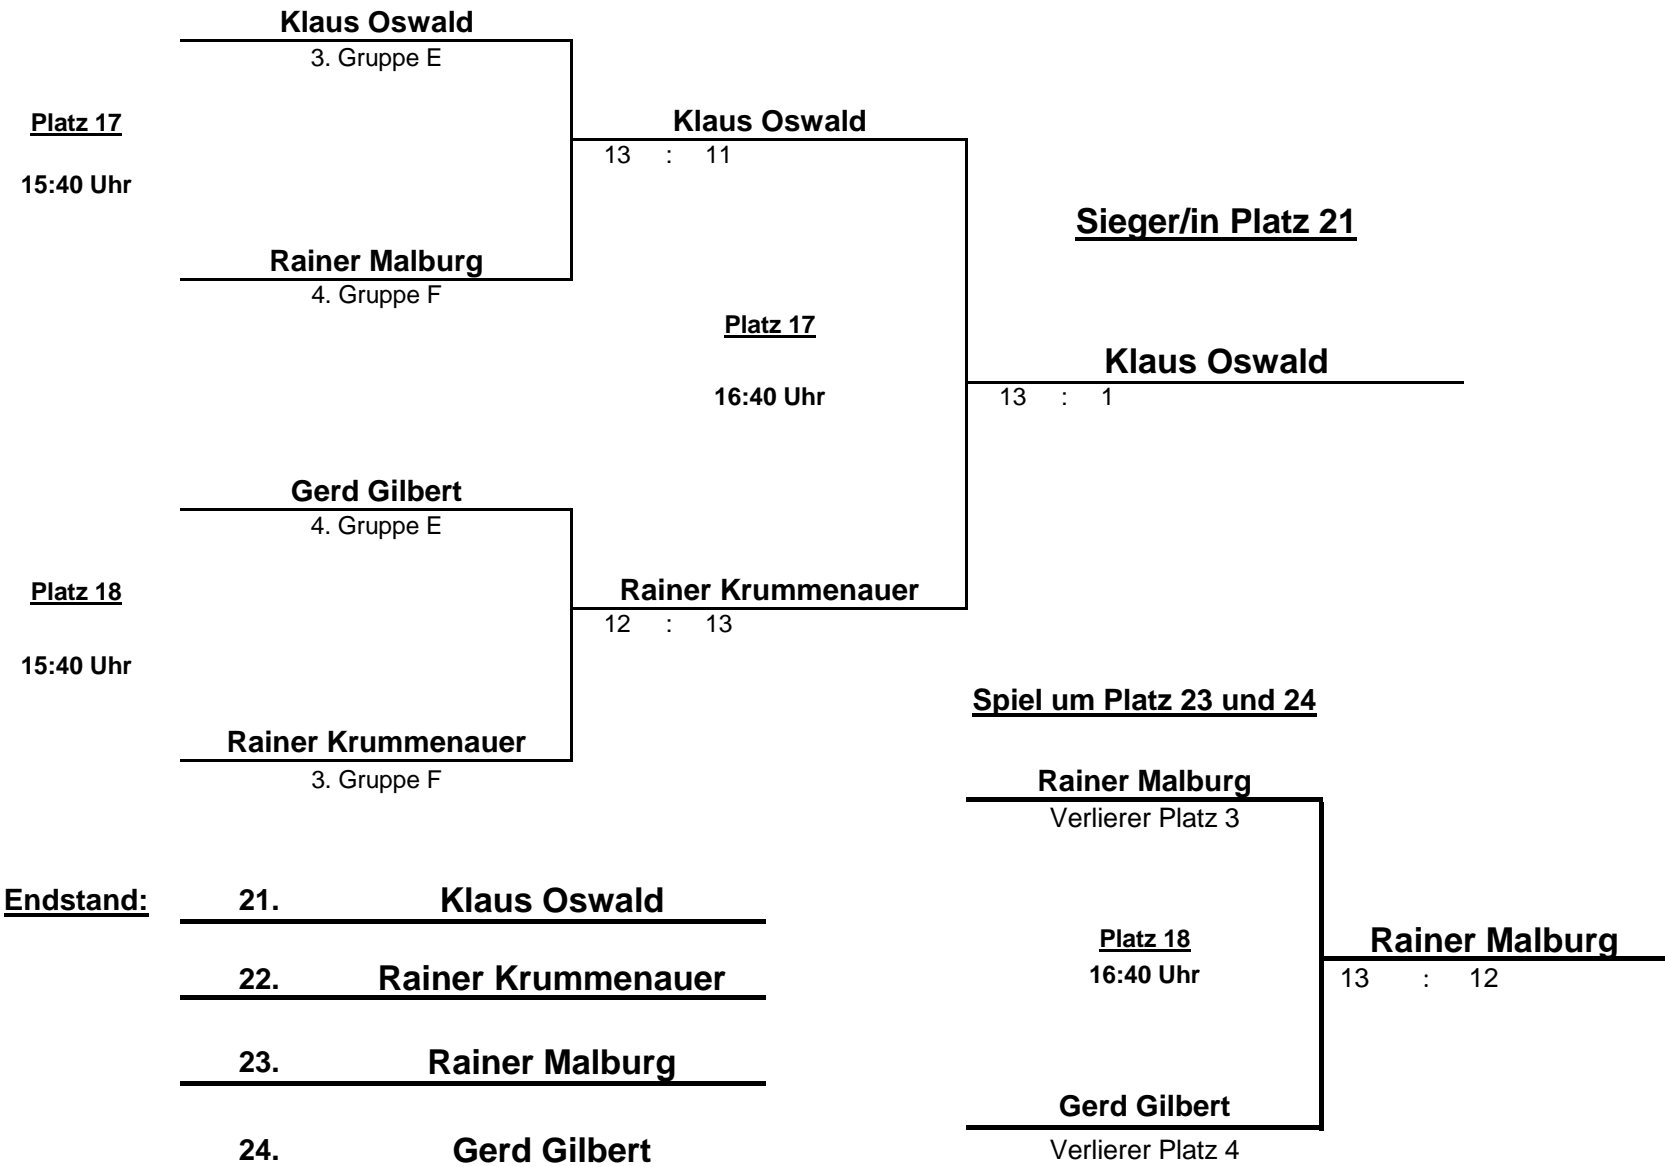 Klaus Oswald
3. Gruppe E
Platz 17
Klaus Oswald
13 : 11
15:40 Uhr
Sieger/in Platz 21
Rainer Malburg
4. Gruppe F
Platz 17
Klaus Oswald
16:40 Uhr
13 : 1
Gerd Gilbert
4. Gruppe E
Platz 18
Rainer Krummenauer
12 : 13
15:40 Uhr
Spiel um Platz 23 und 24
Rainer Krummenauer
3. Gruppe F
Rainer Malburg
Verlierer Platz 3
Endstand: 21. Klaus Oswald
Platz 18
Rainer Malburg
16:40 Uhr
13 : 12
22. Rainer Krummenauer
23. Rainer Malburg
Gerd Gilbert
Verlierer Platz 4
24. Gerd Gilbert